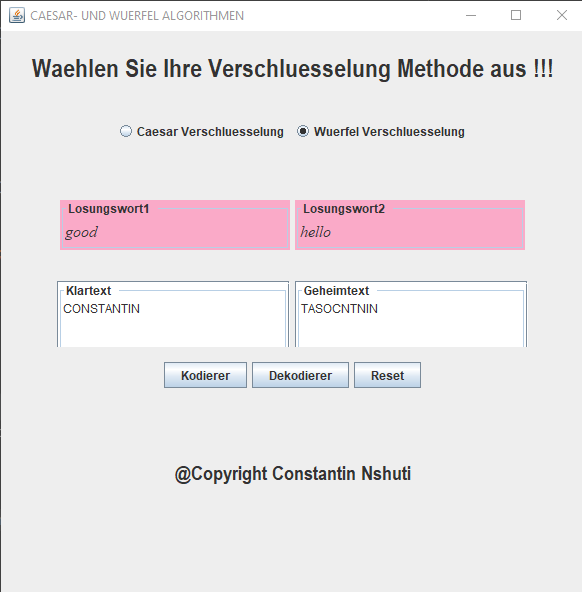 CAESAR- UND WUERFEL ALGORITHMEN
Waehlen Sie Ihre Verschluesselung Methode aus !!!
Caesar Verschluesselung Wuerfel Verschluesselung
Losungswort1 Losungswort2
good hello
Klartext Geheimtext
CONSTANTIN TASOCNTNIN
Kodierer Dekodierer Reset
@Copyright Constantin Nshuti